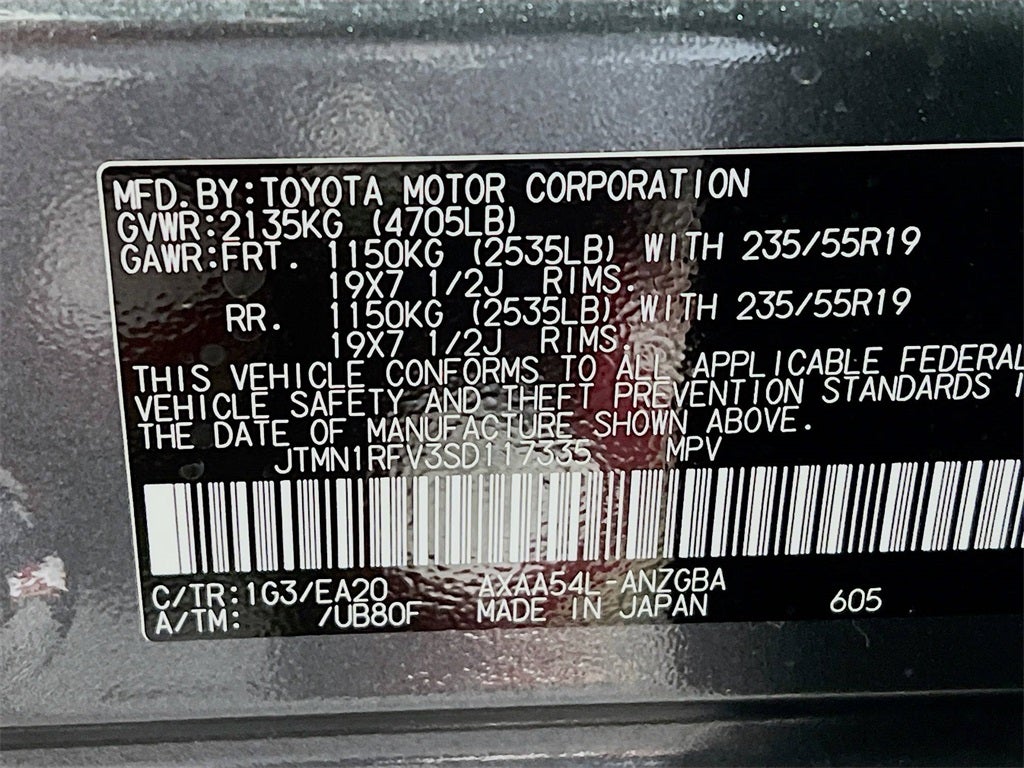 MFD.BY:TOYOTA MOTOR CORPORATION
GVWR:2135KG (4705LB)
GAWR:FRT. 1150KG (2535LB) WITH 235/55R19
19X7 1/2J RIMS.
RR. 1150KG (2535LB) WITH 235/55R19
19X7 1/2J RIMS.
THIS VEHICLE CONFORMS TO ALL APPLICABLE FEDERAL
VEHICLE SAFETY AND THEFT PREVENTION STANDARDS
THE DATE OF MANUFACTURE SHOWN ABOVE.
JTMN1RFV3SD117335 MPV
C/TR:1G3/EA20 AXAA54L-ANZGBA
A/TM: /UB80F MADE IN JAPAN 605